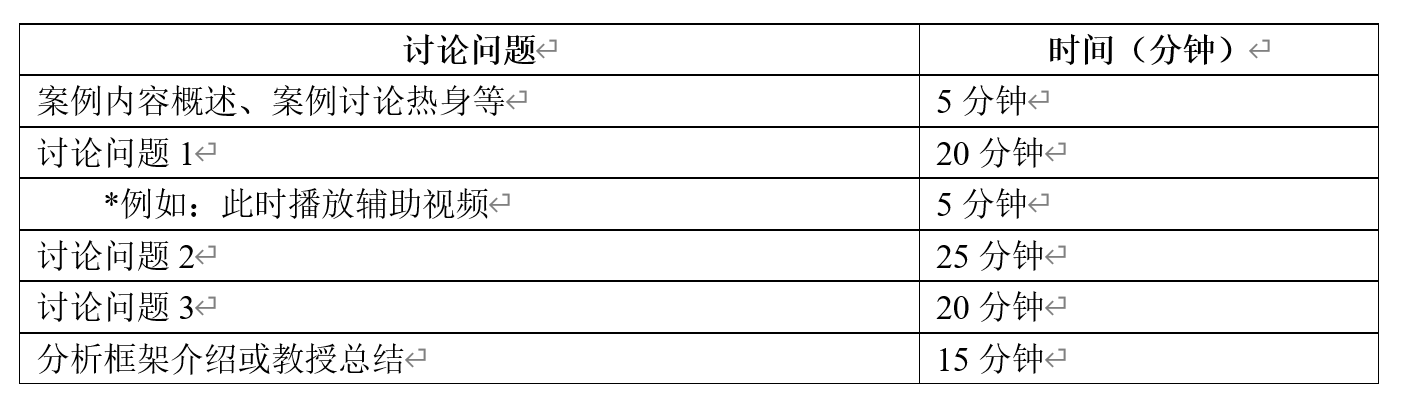 讨论问题 时间（分钟）
案例内容概述、案例讨论热身等 5 分钟
讨论问题 1 20 分钟
*例如：此时播放辅助视频 5 分钟
讨论问题 2 25 分钟
讨论问题 3 20 分钟
分析框架介绍或教授总结 15 分钟